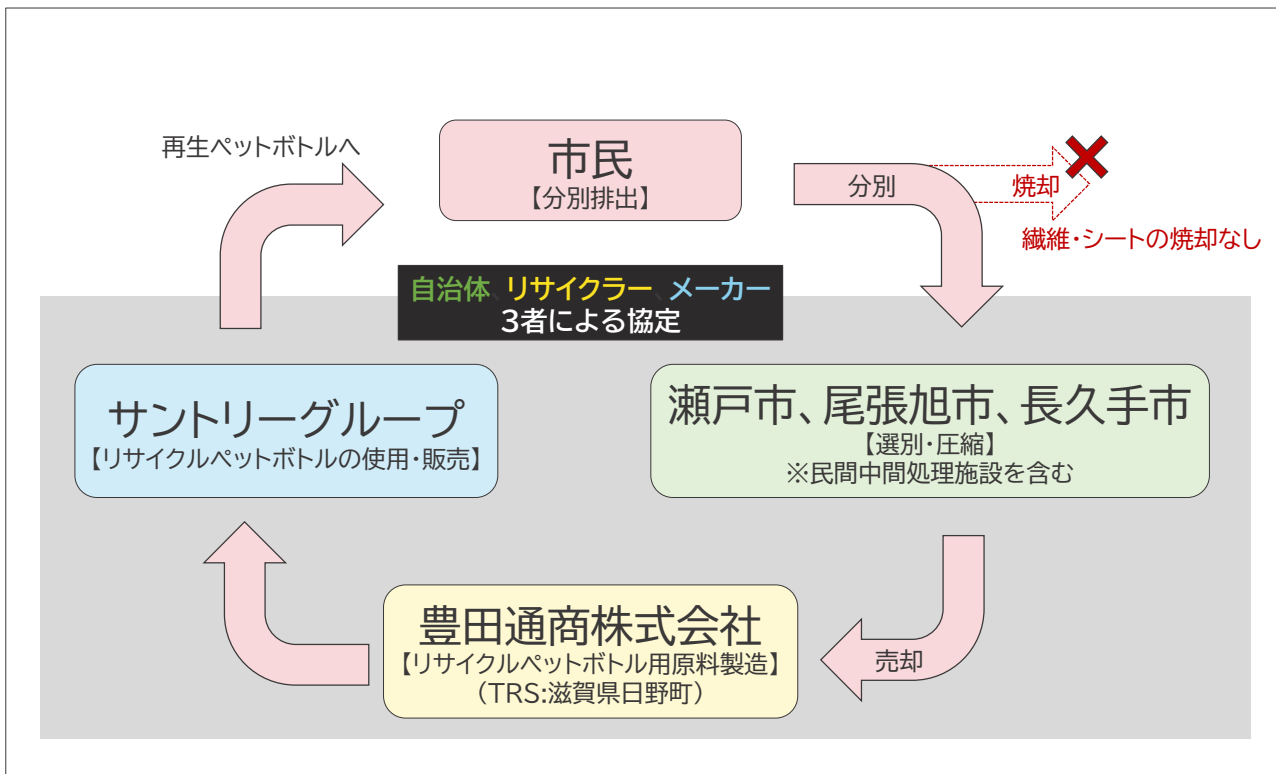 再生ペットボトルへ
市民
【分別排出】
分別
焼却
繊維・シートの焼却なし
自治体、リサイクラー、メーカー
3者による協定
サントリーグループ
【リサイクルペットボトルの使用・販売】
瀬戸市、尾張旭市、長久手市
【選別・圧縮】
※民間中間処理施設を含む
豊田通商株式会社
【リサイクルペットボトル用原料製造】
（TRS:滋賀県日野町）
売却